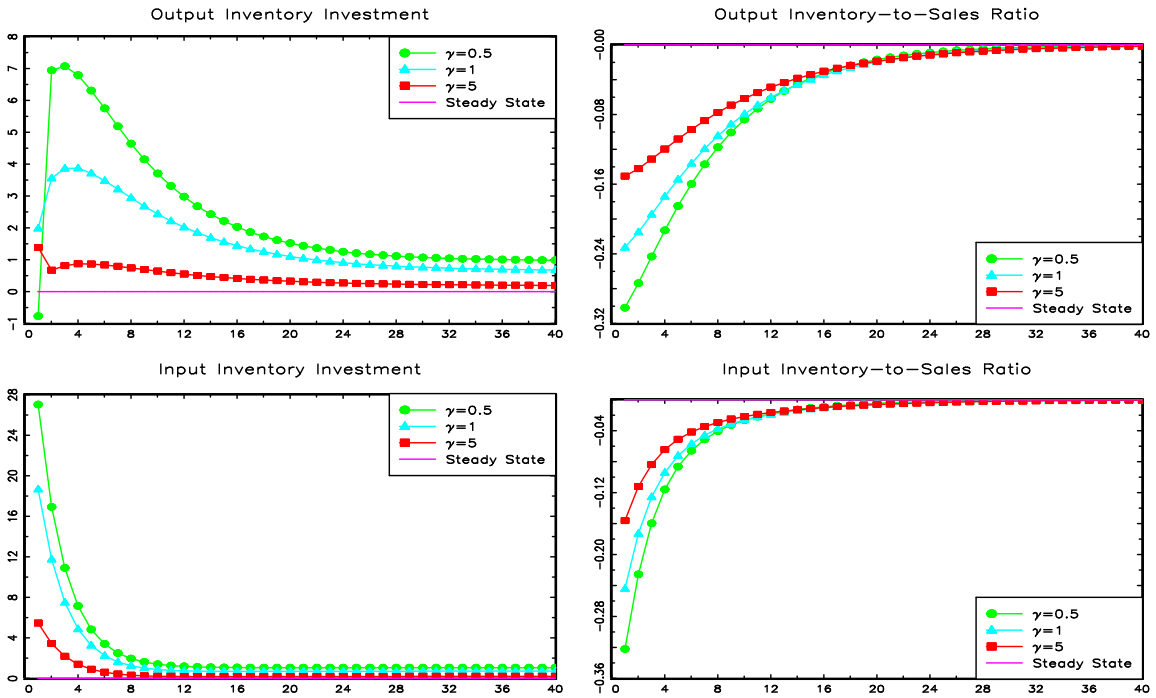 Output Inventory Investment
8
7
6
5
4
3
2
1
0
−1
γ=0.5
γ=1
γ=5
Steady State
0 4 8 12 16 20 24 28 32 36 40
Output Inventory−to−Sales Ratio
−0.00
−0.08
−0.16
−0.24
−0.32
γ=0.5
γ=1
γ=5
Steady State
0 4 8 12 16 20 24 28 32 36 40
Input Inventory Investment
28
24
20
16
12
8
4
0
γ=0.5
γ=1
γ=5
Steady State
0 4 8 12 16 20 24 28 32 36 40
Input Inventory−to−Sales Ratio
−0.04
−0.12
−0.20
−0.28
−0.36
γ=0.5
γ=1
γ=5
Steady State
0 4 8 12 16 20 24 28 32 36 40